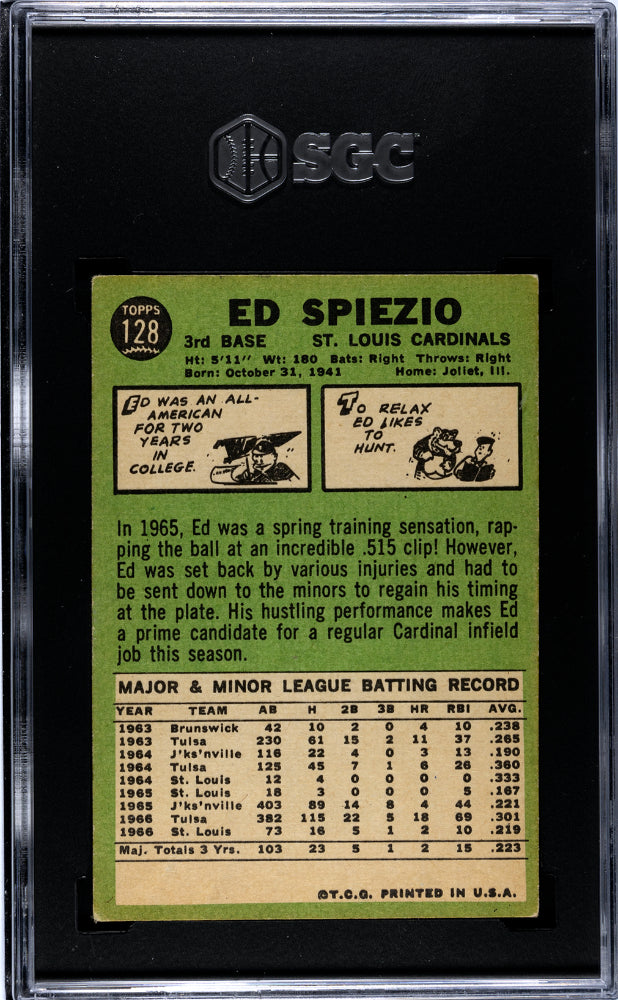 SGC
TOPPS
128
ED SPIEZIO
3rd BASE ST. LOUIS CARDINALS
Ht: 5'11" Wt: 180 Bats: Right Throws: Right
Born: October 31, 1941 Home: Joliet, Ill.
ED WAS AN ALL-
AMERICAN
FOR TWO
YEARS
IN
COLLEGE.
TO RELAX
ED LIKES
TO
HUNT.
In 1965, Ed was a spring training sensation, rap-
ping the ball at an incredible .515 clip! However,
Ed was set back by various injuries and had to
be sent down to the minors to regain his timing
at the plate. His hustling performance makes Ed
a prime candidate for a regular Cardinal infield
job this season.
MAJOR & MINOR LEAGUE BATTING RECORD
YEAR TEAM AB H 2B 3B HR RBI AVG.
1963 Brunswick 42 10 2 0 4 10 .238
1963 Tulsa 230 61 15 2 11 37 .265
1964 J'ks'nville 116 22 4 0 3 13 .190
1964 Tulsa 125 45 7 1 6 26 .360
1964 St. Louis 12 4 0 0 0 0 .333
1965 St. Louis 18 3 0 0 0 5 .167
1965 J'ks'nville 403 89 14 8 4 44 .221
1966 Tulsa 382 115 22 5 18 69 .301
1966 St. Louis 73 16 5 1 2 10 .219
Maj. Totals 3 Yrs. 103 23 5 1 2 15 .223
©T.C.G. PRINTED IN U.S.A.